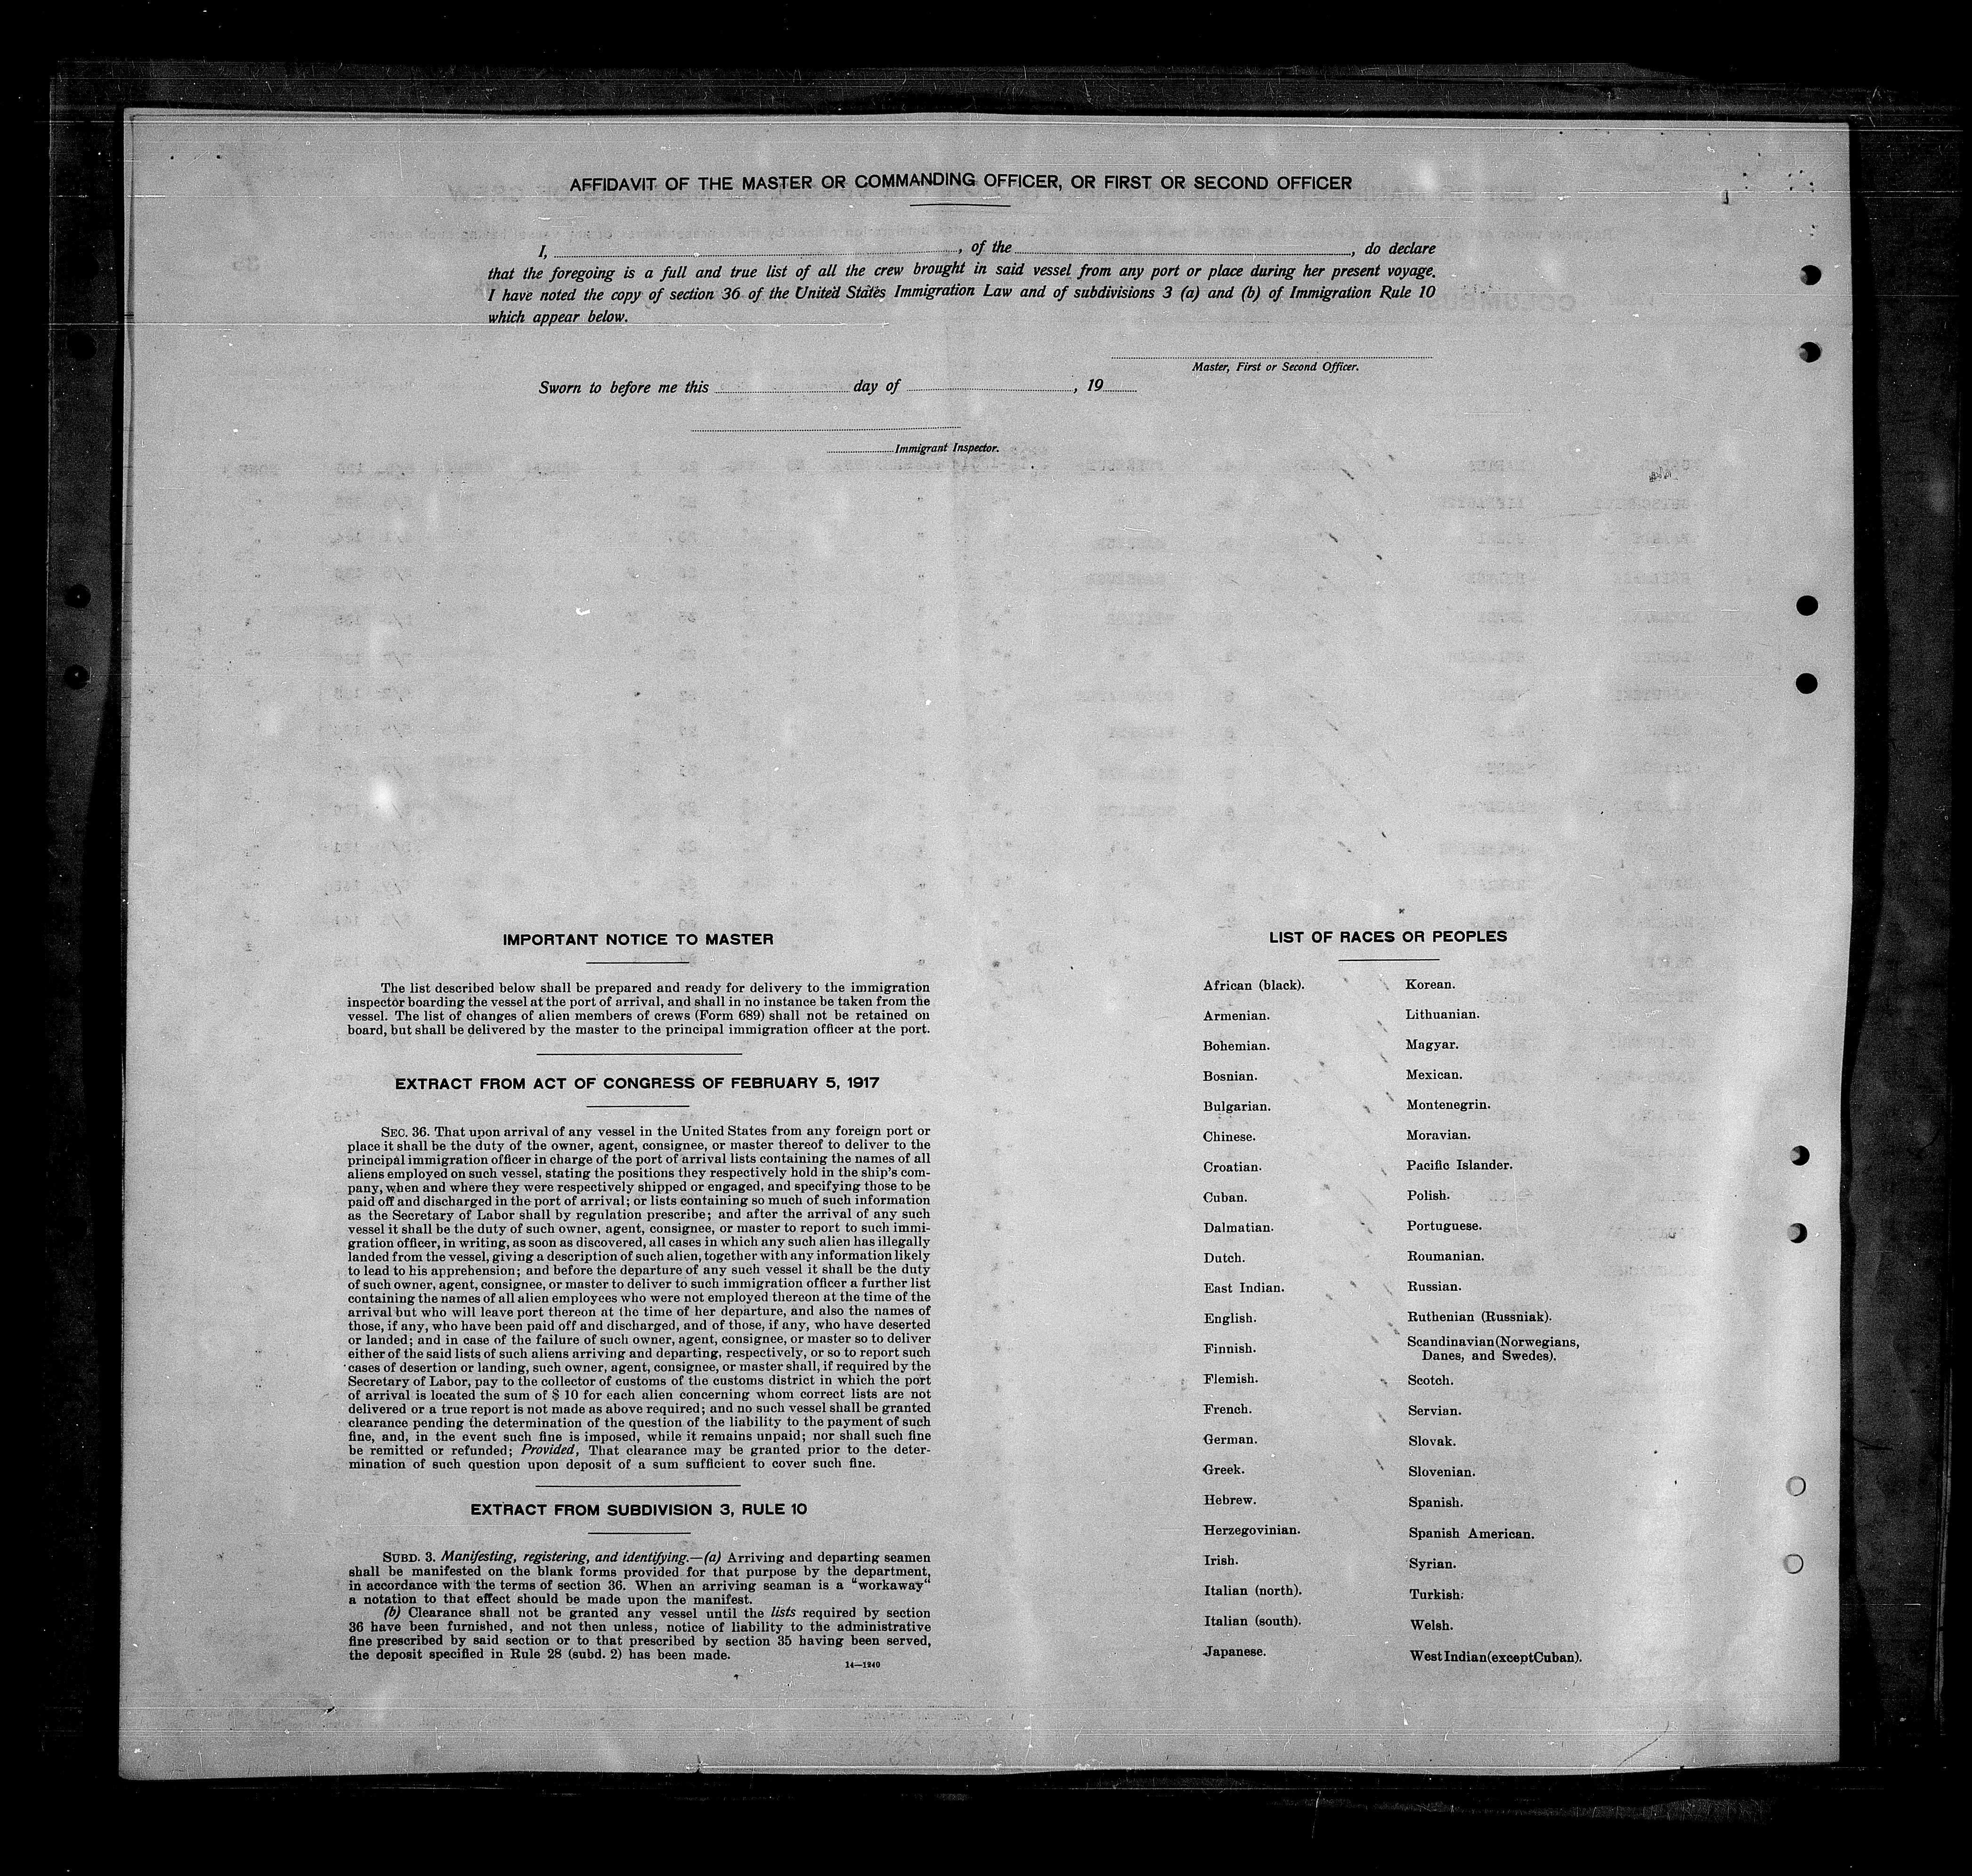 AFFIDAVIT OF THE MASTER OR COMMANDING OFFICER, OR FIRST OR SECOND OFFICER
I, , of the , do declare
that the foregoing is a full and true list of all the crew brought in said vessel from any port or place during her present voyage.
I have noted the copy of section 36 of the United States Immigration Law and of subdivisions 3 (a) and (b) of Immigration Rule 10
which appear below.
Master, First or Second Officer.
Sworn to before me this day of , 19
Immigrant Inspector.
IMPORTANT NOTICE TO MASTER
The list described below shall be prepared and ready for delivery to the immigration
inspector boarding the vessel at the port of arrival, and shall in no instance be taken from the
vessel. The list of changes of alien members of crews (Form 689) shall not be retained on
board, but shall be delivered by the master to the principal immigration officer at the port.
EXTRACT FROM ACT OF CONGRESS OF FEBRUARY 5, 1917
SEC. 36. That upon arrival of any vessel in the United States from any foreign port or
place it shall be the duty of the owner, agent, consignee, or master thereof to deliver to the
principal immigration officer in charge of the port of arrival lists containing the names of all
aliens employed on such vessel, stating the positions they respectively hold in the ship's com-
pany, when and where they were respectively shipped or engaged, and specifying those to be
paid off and discharged in the port of arrival; or lists containing so much of such information
as the Secretary of Labor shall by regulation prescribe; and after the arrival of any such
vessel it shall be the duty of such owner, agent, consignee, or master to report to such immi-
gration officer, in writing, as soon as discovered, all cases in which any such alien has illegally
landed from the vessel, giving a description of such alien, together with any information likely
to lead to his apprehension; and before the departure of any such vessel it shall be the duty
of such owner, agent, consignee, or master to deliver to such immigration officer a further list
containing the names of all alien employees who were not employed thereon at the time of the
arrival but who will leave port thereon at the time of her departure, and also the names of
those, if any, who have been paid off and discharged, and of those, if any, who have deserted
or landed; and in case of the failure of such owner, agent, consignee, or master so to deliver
either of the said lists of such aliens arriving and departing, respectively, or so to report such
cases of desertion or landing, such owner, agent, consignee, or master shall, if required by the
Secretary of Labor, pay to the collector of customs of the customs district in which the port
of arrival is located the sum of $ 10 for each alien concerning whom correct lists are not
delivered or a true report is not made as above required; and no such vessel shall be granted
clearance pending the determination of the question of the liability to the payment of such
fine, and, in the event such fine is imposed, while it remains unpaid; nor shall such fine
be remitted or refunded; Provided, That clearance may be granted prior to the deter-
mination of such question upon deposit of a sum sufficient to cover such fine.
EXTRACT FROM SUBDIVISION 3, RULE 10
SUBD. 3. Manifesting, registering, and identifying.—(a) Arriving and departing seamen
shall be manifested on the blank forms provided for that purpose by the department,
in accordance with the terms of section 36. When an arriving seaman is a “workaway“
a notation to that effect should be made upon the manifest.
(b) Clearance shall not be granted any vessel until the lists required by section
36 have been furnished, and not then unless, notice of liability to the administrative
fine prescribed by said section or to that prescribed by section 35 having been served,
the deposit specified in Rule 28 (subd. 2) has been made.
14—1240
LIST OF RACES OR PEOPLES
African (black).
Armenian.
Bohemian.
Bosnian.
Bulgarian.
Chinese.
Croatian.
Cuban.
Dalmatian.
Dutch.
East Indian.
English.
Finnish.
Flemish.
French.
German.
Greek.
Hebrew.
Herzegovinian.
Irish.
Italian (north).
Italian (south).
Japanese.
Korean.
Lithuanian.
Magyar.
Mexican.
Montenegrin.
Moravian.
Pacific Islander.
Polish.
Portuguese.
Roumanian.
Russian.
Ruthenian (Russniak).
Scandinavian (Norwegians,
Danes, and Swedes).
Scotch.
Servian.
Slovak.
Slovenian.
Spanish.
Spanish American.
Syrian.
Turkish.
Welsh.
West Indian (except Cuban).